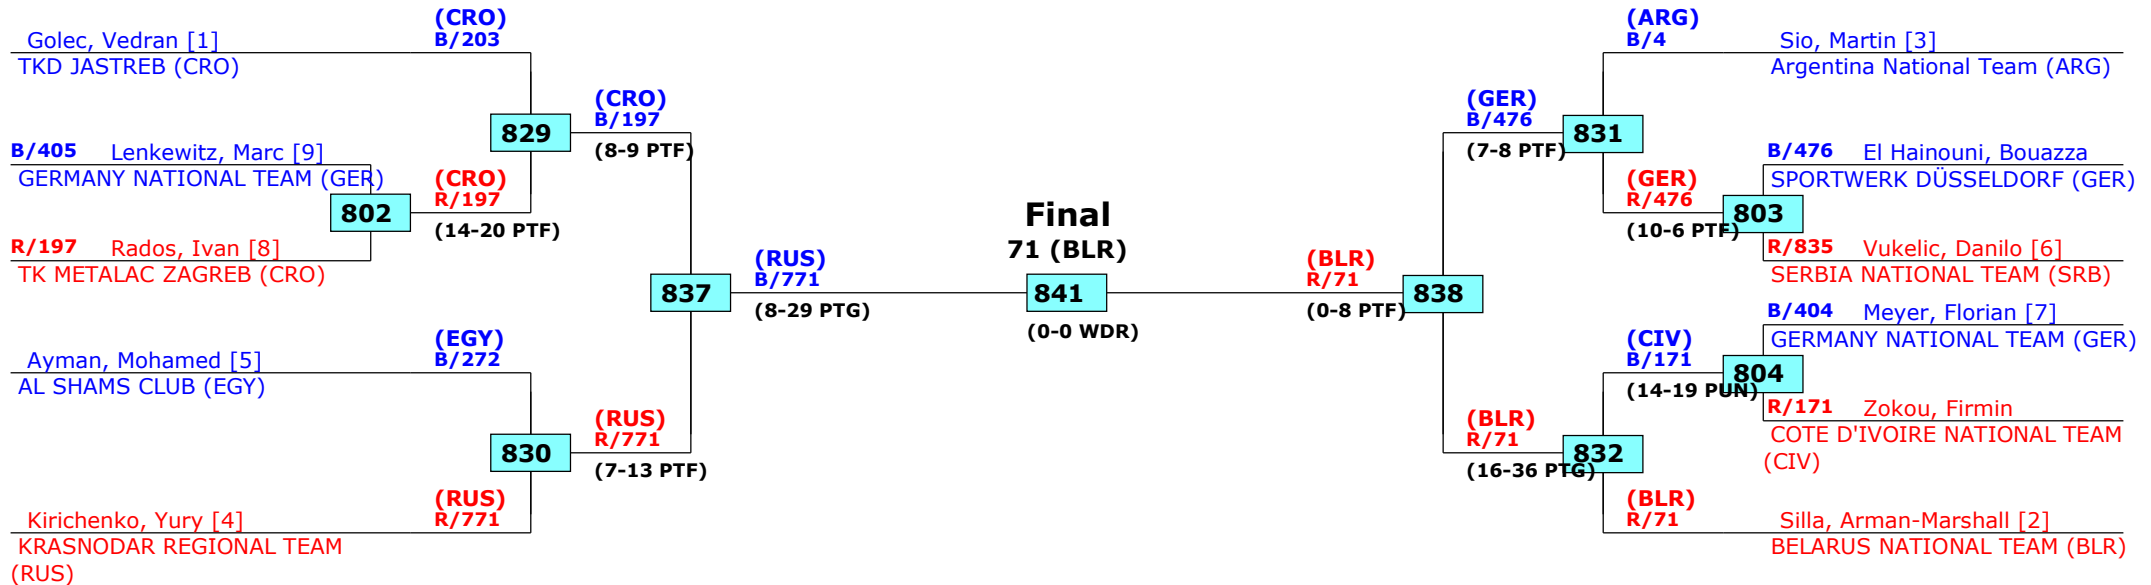 (CRO)
B/203
Golec, Vedran [1]
TKD JASTREB (CRO)
829
(CRO)
B/197
(8-9 PTF)
B/405 Lenkewitz, Marc [9]
GERMANY NATIONAL TEAM (GER)
802
(CRO)
R/197
(14-20 PTF)
R/197 Rados, Ivan [8]
TK METALAC ZAGREB (CRO)
837
(RUS)
B/771
(8-29 PTG)
(EGY)
B/272
Ayman, Mohamed [5]
AL SHAMS CLUB (EGY)
830
(RUS)
R/771
(7-13 PTF)
(RUS)
R/771
Kirichenko, Yury [4]
KRASNODAR REGIONAL TEAM
(RUS)
Final
71 (BLR)
841
(0-0 WDR)
(ARG)
B/4
Sio, Martin [3]
Argentina National Team (ARG)
(GER)
B/476
(7-8 PTF)
831
B/476 El Hainouni, Bouazza
SPORTWERK DÜSSELDORF (GER)
(GER)
R/476
(10-6 PTF)
803
R/835 Vukelic, Danilo [6]
SERBIA NATIONAL TEAM (SRB)
(BLR)
R/71
(0-8 PTF)
838
B/404 Meyer, Florian [7]
GERMANY NATIONAL TEAM (GER)
(CIV)
B/171
(14-19 PUN)
804
R/171 Zokou, Firmin
COTE D'IVOIRE NATIONAL TEAM
(CIV)
(BLR)
R/71
(16-36 PTG)
832
(BLR)
R/71
Silla, Arman-Marshall [2]
BELARUS NATIONAL TEAM (BLR)